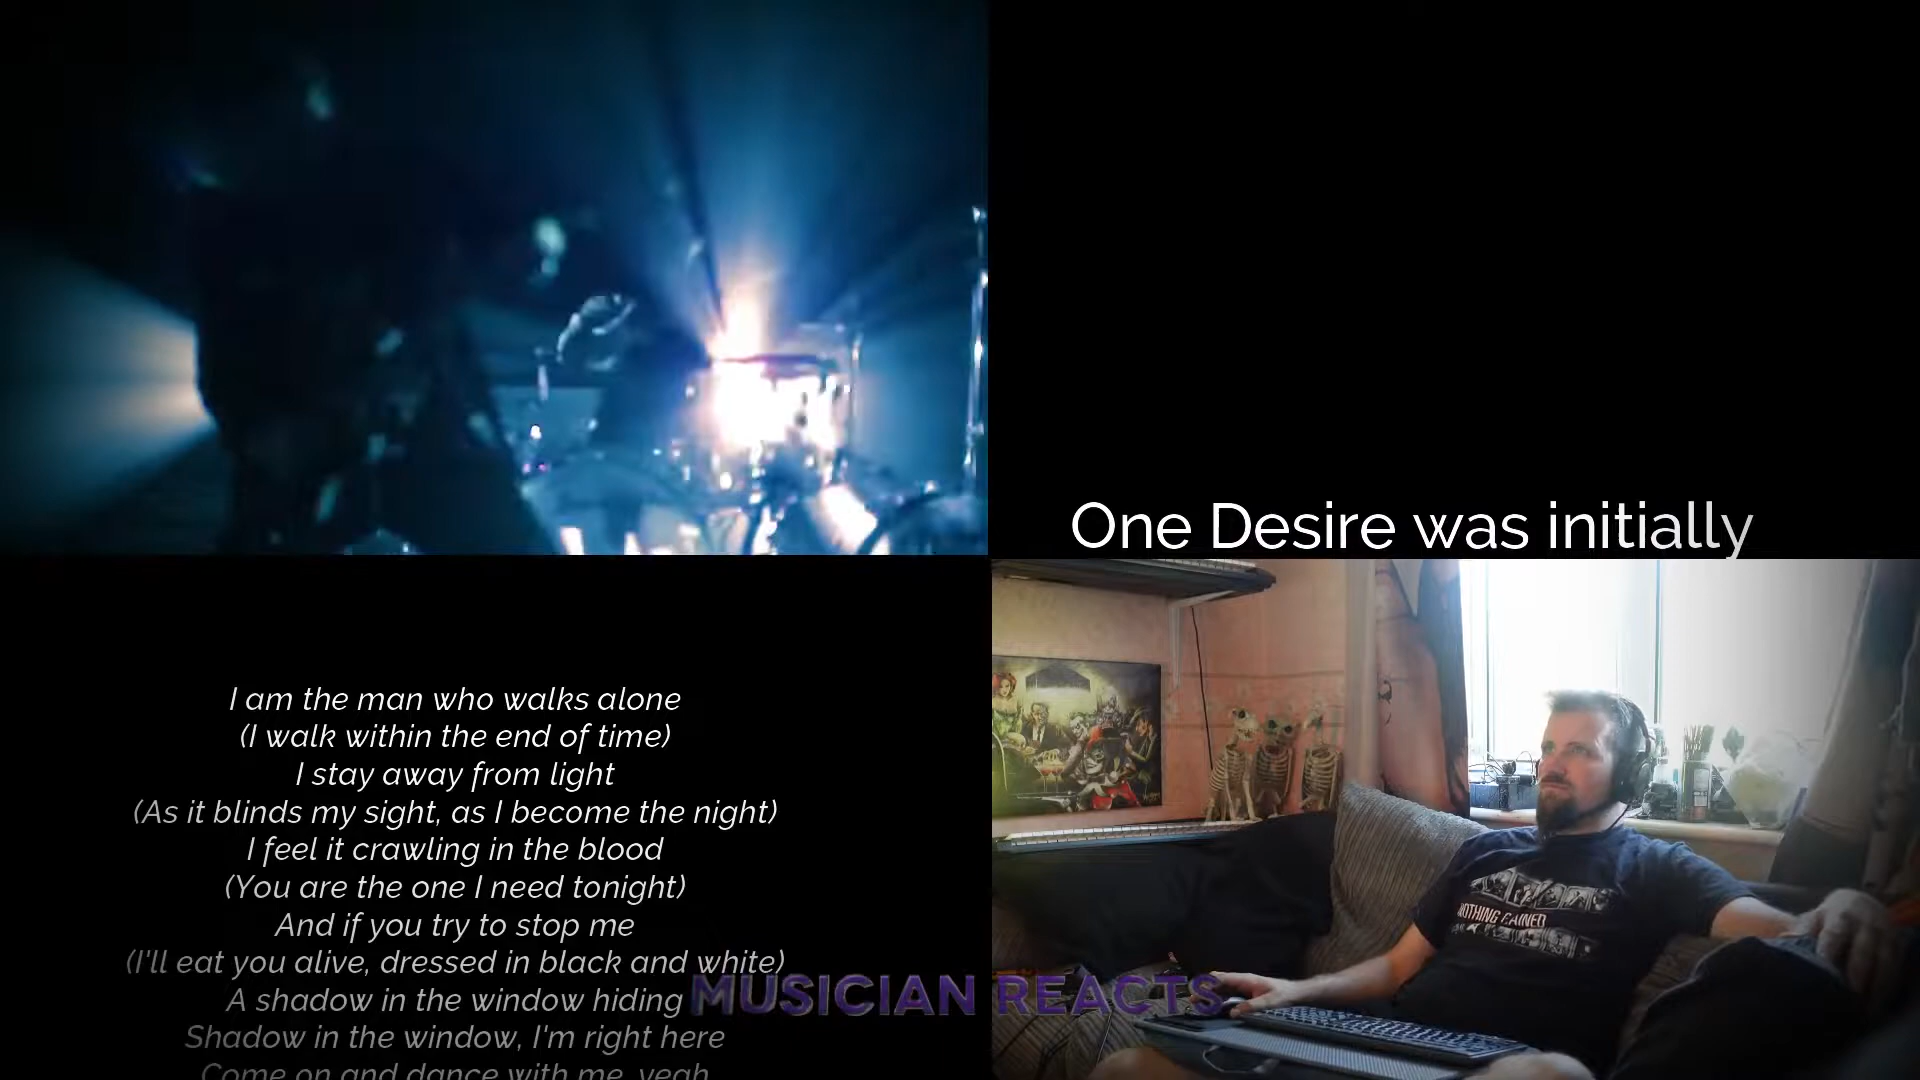 One Desire was initially
I am the man who walks alone
(I walk within the end of time)
I stay away from light
(As it blinds my sight, as I become the night)
I feel it crawling in the blood
(You are the one I need tonight)
And if you try to stop me
(I'll eat you alive, dressed in black and white)
A shadow in the window hiding
Shadow in the window, I'm right here
Come on and dance with me, yeah
MUSICIAN REACTS
NOTHING GAINED